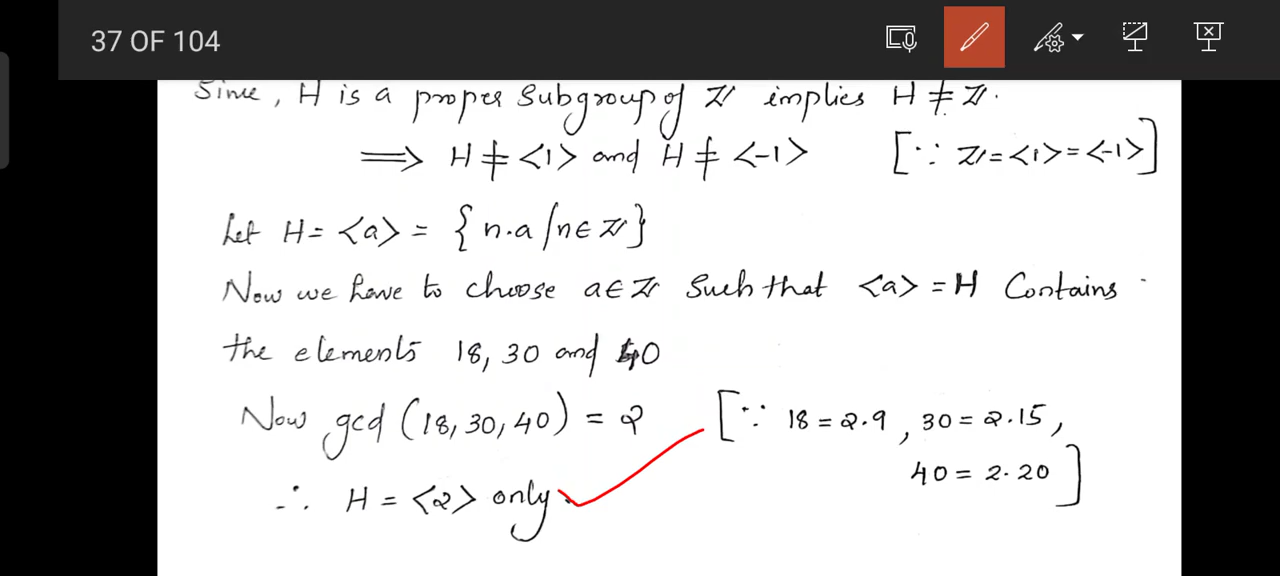 37 OF 104
Since, H is a proper Subgroup of ℤ implies H ≠ ℤ.
⟹ H ≠ <1> and H ≠ <-1> [∵ ℤ = <1> = <-1>]
Let H = <a> = {n.a / n ∈ ℤ}
Now we have to choose a ∈ ℤ Such that <a> = H Contains
the elements 18, 30 and 40
Now gcd (18, 30, 40) = 2 [∵ 18 = 2.9, 30 = 2.15,
40 = 2.20]
∴ H = <2> only.